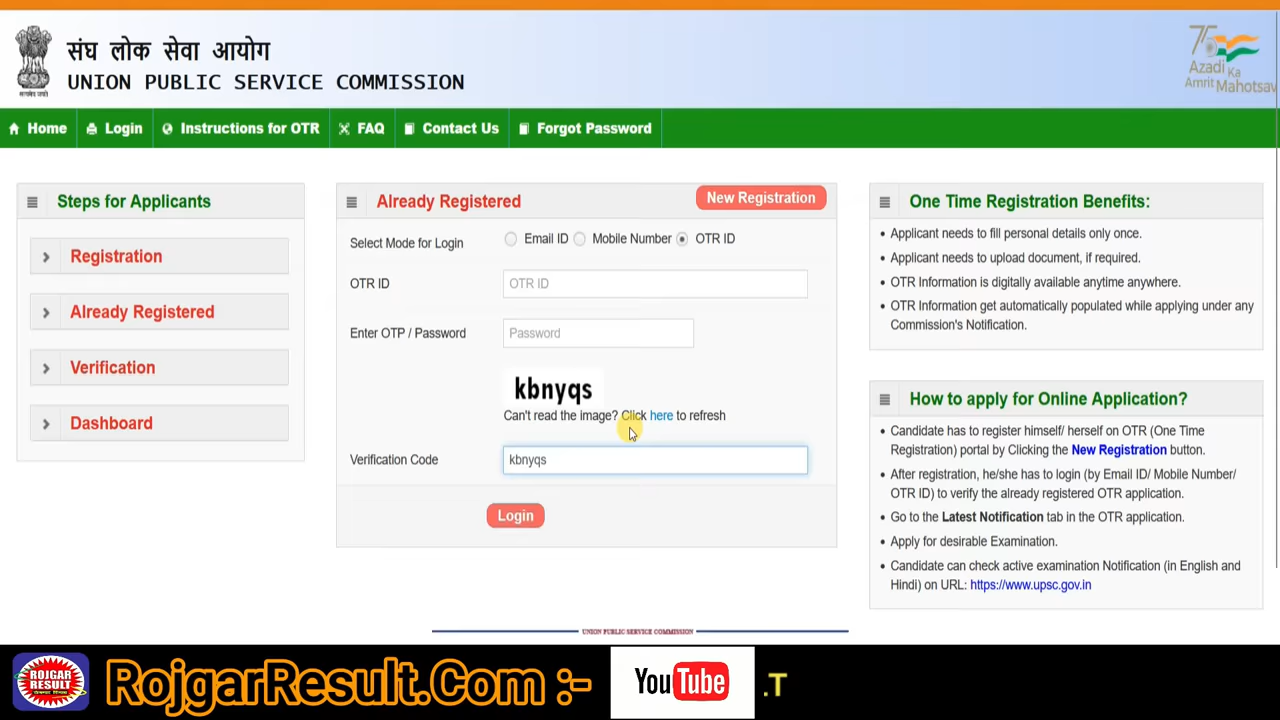 संघ लोक सेवा आयोग
UNION PUBLIC SERVICE COMMISSION
सत्यमेव जयते
75
Azadi Ka
Amrit Mahotsav
Home
Login
Instructions for OTR
FAQ
Contact Us
Forgot Password
Steps for Applicants
Registration
Already Registered
Verification
Dashboard
Already Registered
New Registration
Select Mode for Login
Email ID
Mobile Number
OTR ID
OTR ID
OTR ID
Enter OTP / Password
Password
kbnyqs
Can't read the image? Click here to refresh
Verification Code
kbnyqs
Login
One Time Registration Benefits:
Applicant needs to fill personal details only once.
Applicant needs to upload document, if required.
OTR Information is digitally available anytime anywhere.
OTR Information get automatically populated while applying under any
Commission's Notification.
How to apply for Online Application?
Candidate has to register himself/ herself on OTR (One Time
Registration) portal by Clicking the New Registration button.
After registration, he/she has to login (by Email ID/ Mobile Number/
OTR ID) to verify the already registered OTR application.
Go to the Latest Notification tab in the OTR application.
Apply for desirable Examination.
Candidate can check active examination Notification (in English and
Hindi) on URL: https://www.upsc.gov.in
UNION PUBLIC SERVICE COMMISSION
ROJGAR
RESULT
RojgarResult.Com :-
YouTube
.T